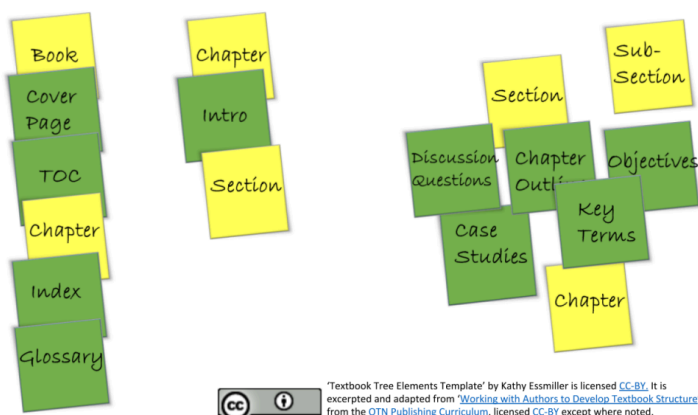 Book
Cover
Page
TOC
Chapter
Index
Glossary
Chapter
Intro
Section
Section
Sub-
Section
Discussion
Questions
Chapter
Outline
Objectives
Key
Terms
Case
Studies
Chapter
cc
'Textbook Tree Elements Template' by Kathy Essmiller is licensed CC-BY. It is
excerpted and adapted from 'Working with Authors to Develop Textbook Structure
from the OTN Publishing Curriculum, licensed CC-BY except where noted.